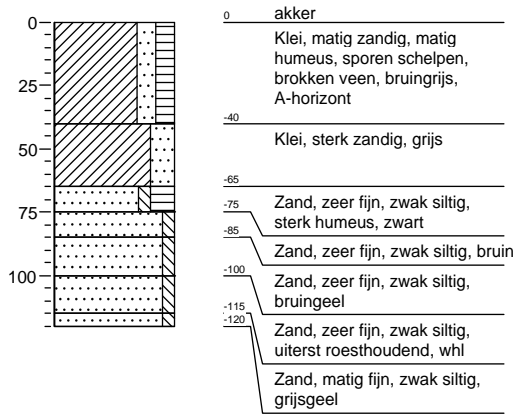 0
25
50
75
100
0 akker
Klei, matig zandig, matig
humeus, sporen schelpen,
brokken veen, bruingrijs,
A-horizont
-40
Klei, sterk zandig, grijs
-65
Zand, zeer fijn, zwak siltig,
sterk humeus, zwart
-75
Zand, zeer fijn, zwak siltig, bruin
-85
Zand, zeer fijn, zwak siltig,
bruingeel
-100
Zand, zeer fijn, zwak siltig,
uiterst roesthoudend, whl
-115
Zand, matig fijn, zwak siltig,
grijsgeel
-120